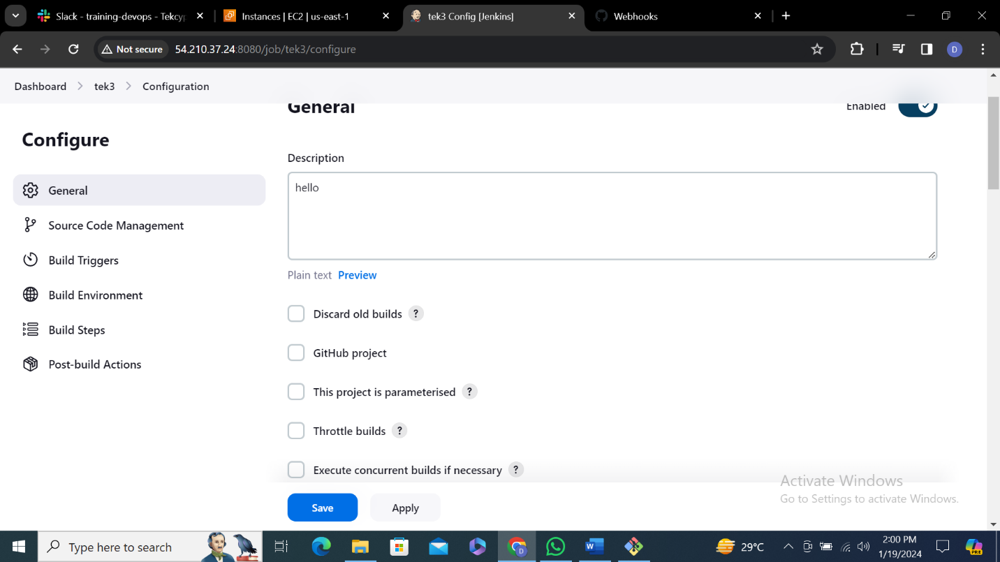 Slack - training-devops - Tekcyp
Instances | EC2 | us-east-1
tek3 Config [Jenkins]
Webhooks
Not secure
54.210.37.24:8080/job/tek3/configure
D
Dashboard
tek3
Configuration
General
Enabled
Configure
General
Source Code Management
Build Triggers
Build Environment
Build Steps
Post-build Actions
Description
hello
Plain text Preview
Discard old builds ?
GitHub project
This project is parameterised ?
Throttle builds ?
Execute concurrent builds if necessary ?
Save
Apply
Activate Windows
Go to Settings to activate Windows.
Type here to search
D
W
29°C
2:00 PM
1/19/2024
PRE